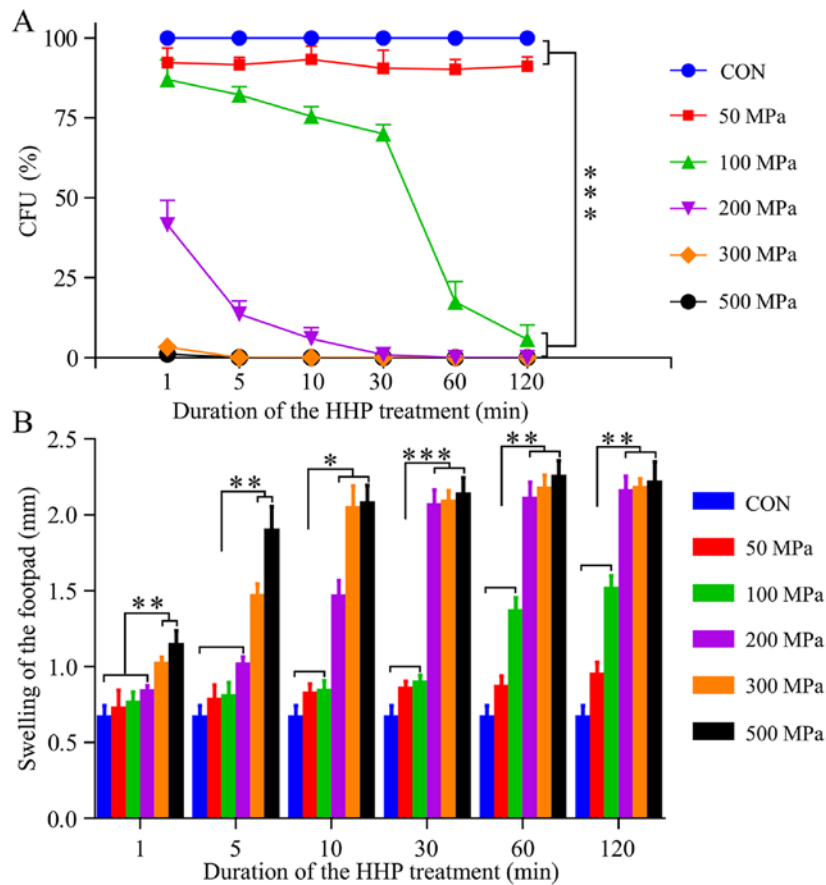 A
100
75
50
25
0
CFU (%)
***
CON
50 MPa
100 MPa
200 MPa
300 MPa
500 MPa
1 5 10 30 60 120
Duration of the HHP treatment (min)
B
2.5
2.0
1.5
1.0
0.5
0.0
Swelling of the footpad (mm)
** ** * *** ** **
CON
50 MPa
100 MPa
200 MPa
300 MPa
500 MPa
1 5 10 30 60 120
Duration of the HHP treatment (min)